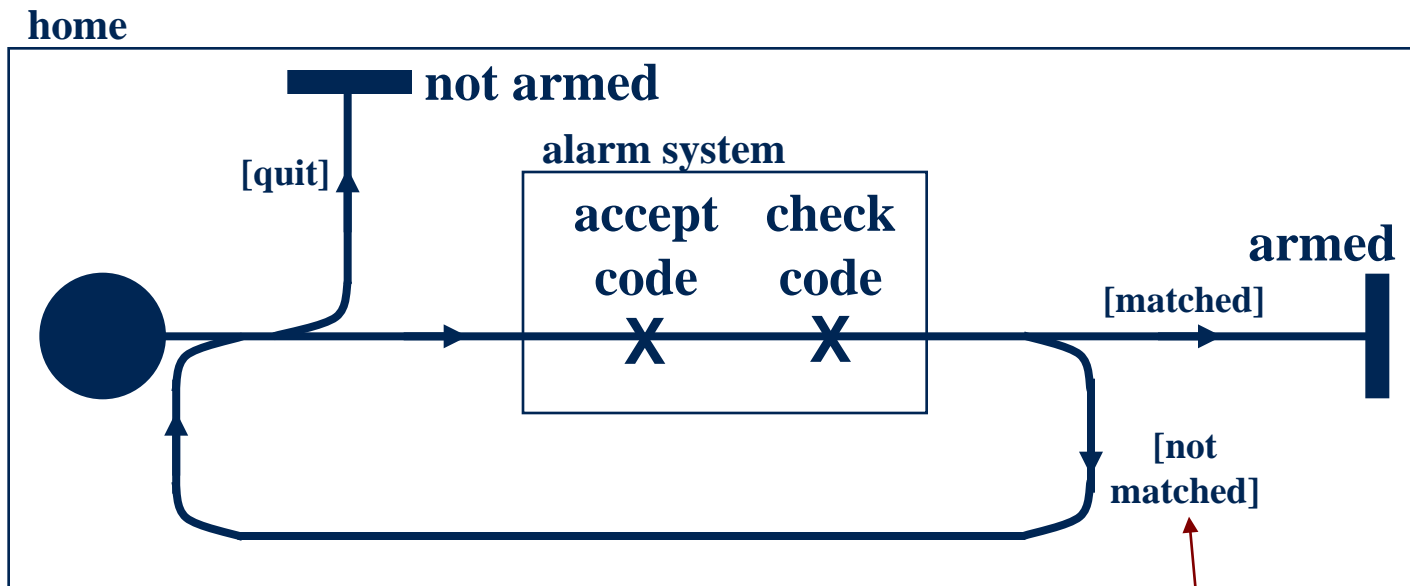 home
not armed
alarm system
[quit]
accept check
code code
armed
[matched]
X X
[not
matched]